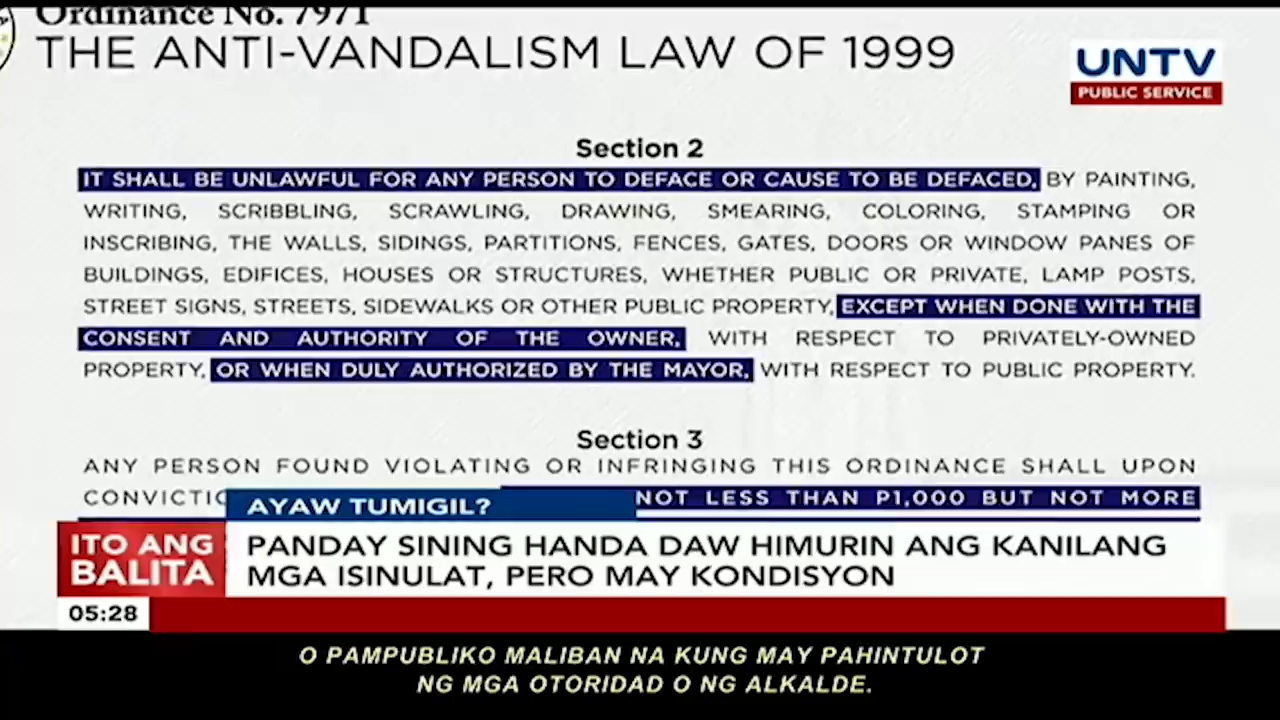 Ordinance No. 7971
THE ANTI-VANDALISM LAW OF 1999
UNTV
PUBLIC SERVICE
Section 2
IT SHALL BE UNLAWFUL FOR ANY PERSON TO DEFACE OR CAUSE TO BE DEFACED, BY PAINTING,
WRITING, SCRIBBLING, SCRAWLING, DRAWING, SMEARING, COLORING, STAMPING OR
INSCRIBING, THE WALLS, SIDINGS, PARTITIONS, FENCES, GATES, DOORS OR WINDOW PANES OF
BUILDINGS, EDIFICES, HOUSES OR STRUCTURES, WHETHER PUBLIC OR PRIVATE, LAMP POSTS,
STREET SIGNS, STREETS, SIDEWALKS OR OTHER PUBLIC PROPERTY, EXCEPT WHEN DONE WITH THE
CONSENT AND AUTHORITY OF THE OWNER, WITH RESPECT TO PRIVATELY-OWNED
PROPERTY, OR WHEN DULY AUTHORIZED BY THE MAYOR, WITH RESPECT TO PUBLIC PROPERTY.
Section 3
ANY PERSON FOUND VIOLATING OR INFRINGING THIS ORDINANCE SHALL UPON
NOT LESS THAN P1,000 BUT NOT MORE
AYAW TUMIGIL?
ITO ANG
BALITA
PANDAY SINING HANDA DAW HIMURIN ANG KANILANG
MGA ISINULAT, PERO MAY KONDISYON
05:28
O PAMPUBLIKO MALIBAN NA KUNG MAY PAHINTULOT
NG MGA OTORIDAD O NG ALKALDE.